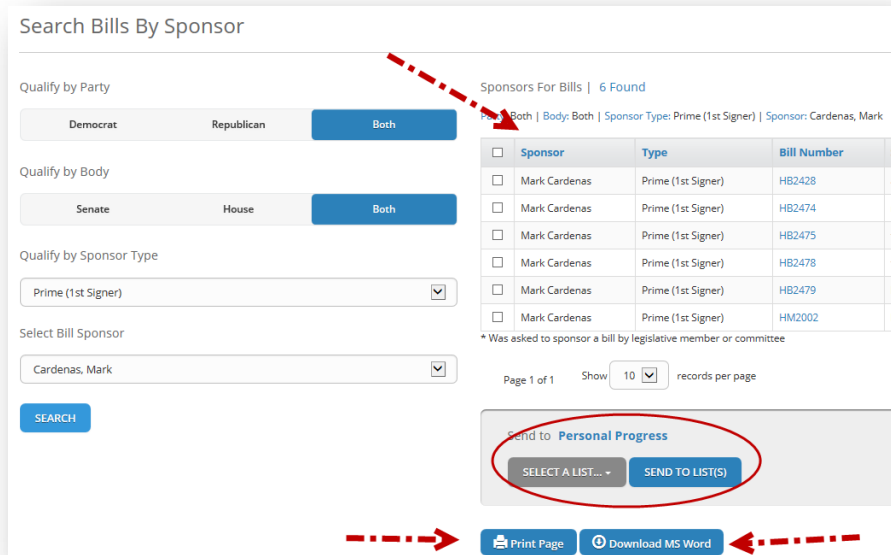 Search Bills By Sponsor
Qualify by Party
Democrat Republican Both
Qualify by Body
Senate House Both
Qualify by Sponsor Type
Prime (1st Signer)
Select Bill Sponsor
Cardenas, Mark
SEARCH
Sponsors For Bills | 6 Found
Party: Both | Body: Both | Sponsor Type: Prime (1st Signer) | Sponsor: Cardenas, Mark
Sponsor Type Bill Number
Mark Cardenas Prime (1st Signer) HB2428
Mark Cardenas Prime (1st Signer) HB2474
Mark Cardenas Prime (1st Signer) HB2475
Mark Cardenas Prime (1st Signer) HB2478
Mark Cardenas Prime (1st Signer) HB2479
Mark Cardenas Prime (1st Signer) HM2002
* Was asked to sponsor a bill by legislative member or committee
Page 1 of 1 Show 10 records per page
Send to Personal Progress
SELECT A LIST... SEND TO LIST(S)
Print Page Download MS Word